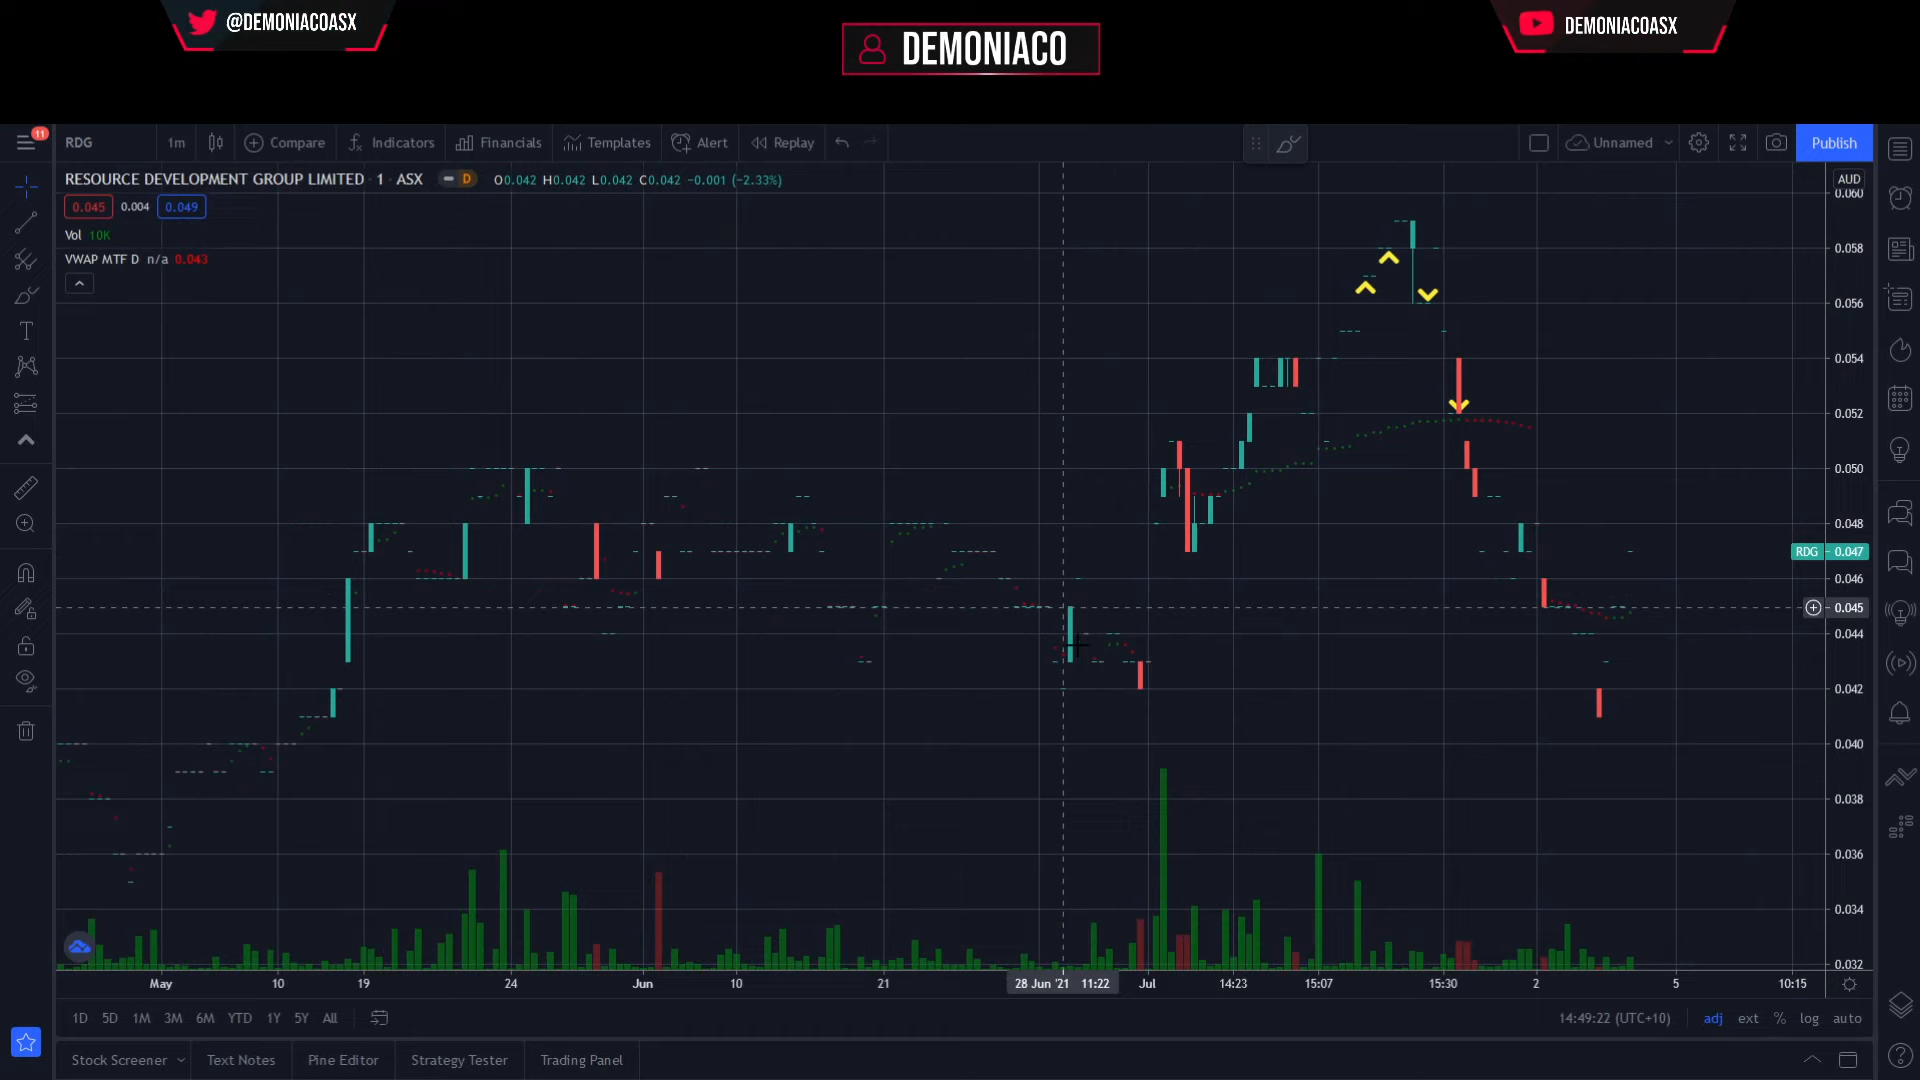 @DEMONIACOASX
DEMONIACO
DEMONIACOASX
11
RDG
1m
Compare
Indicators
Financials
Templates
Alert
Replay
Unnamed
Publish
RESOURCE DEVELOPMENT GROUP LIMITED · 1 · ASX
D
O0.042 H0.042 L0.042 C0.042 −0.001 (−2.33%)
AUD
0.045 0.004 0.049
Vol 10K
VWAP MTF D n/a 0.043
0.060
0.058
0.056
0.054
0.052
0.050
0.048
RDG 0.047
0.046
0.045
0.044
0.042
0.040
0.038
0.036
0.034
0.032
May 10 19 24 Jun 10 21 28 Jun '21 11:22 Jul 14:23 15:07 15:30 2 5 10:15
1D 5D 1M 3M 6M YTD 1Y 5Y All
14:49:22 (UTC+10)
adj ext % log auto
Stock Screener
Text Notes
Pine Editor
Strategy Tester
Trading Panel